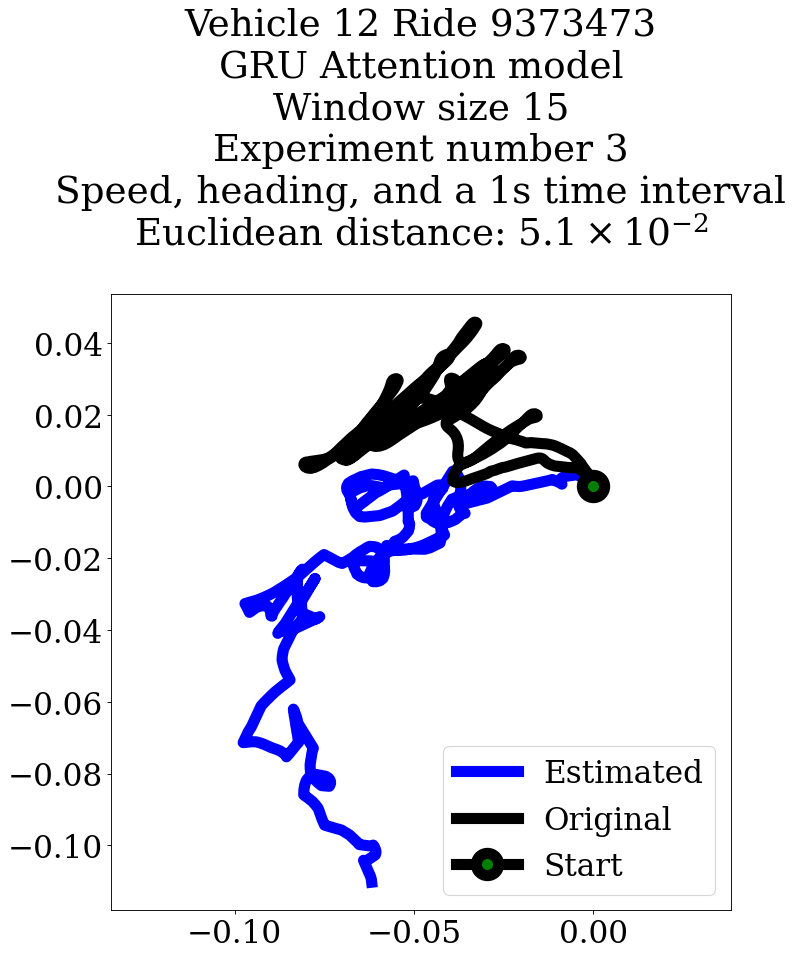 Vehicle 12 Ride 9373473
GRU Attention model
Window size 15
Experiment number 3
Speed, heading, and a 1s time interval
Euclidean distance: 5.1 × 10⁻²
0.04
0.02
0.00
−0.02
−0.04
−0.06
−0.08
−0.10
Estimated
Original
Start
−0.10 −0.05 0.00